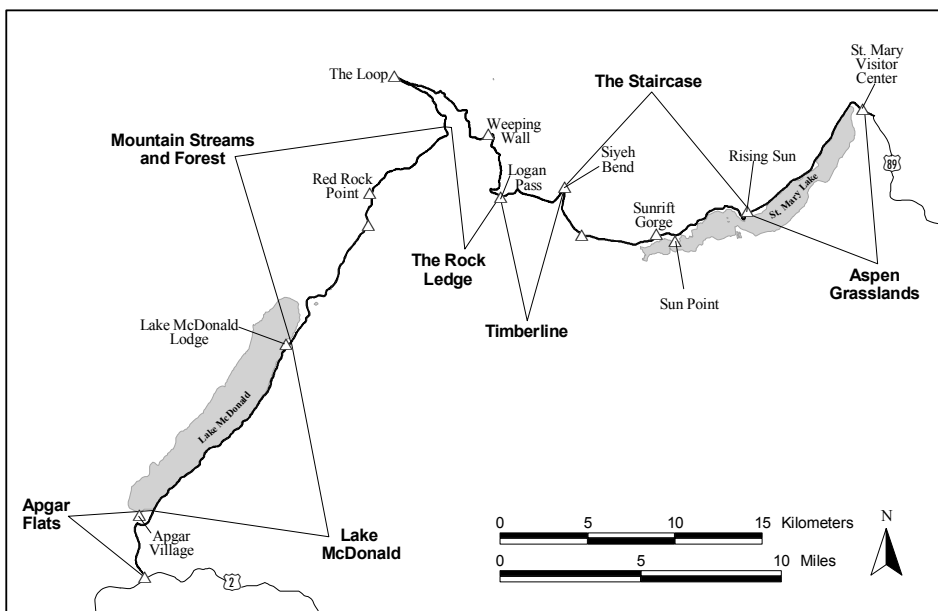 St. Mary
Visitor
Center
The Loop
The Staircase
Weeping
Wall
Mountain Streams
and Forest
Siyeh
Bend
Rising Sun
89
Logan
Pass
Red Rock
Point
St. Mary Lake
Sunrift
Gorge
The Rock
Ledge
Aspen
Grasslands
Sun Point
Timberline
Lake McDonald
Lodge
Lake McDonald
Apgar
Flats
Apgar
Village
Lake
McDonald
0 5 10 15 Kilometers
0 5 10 Miles
N
2